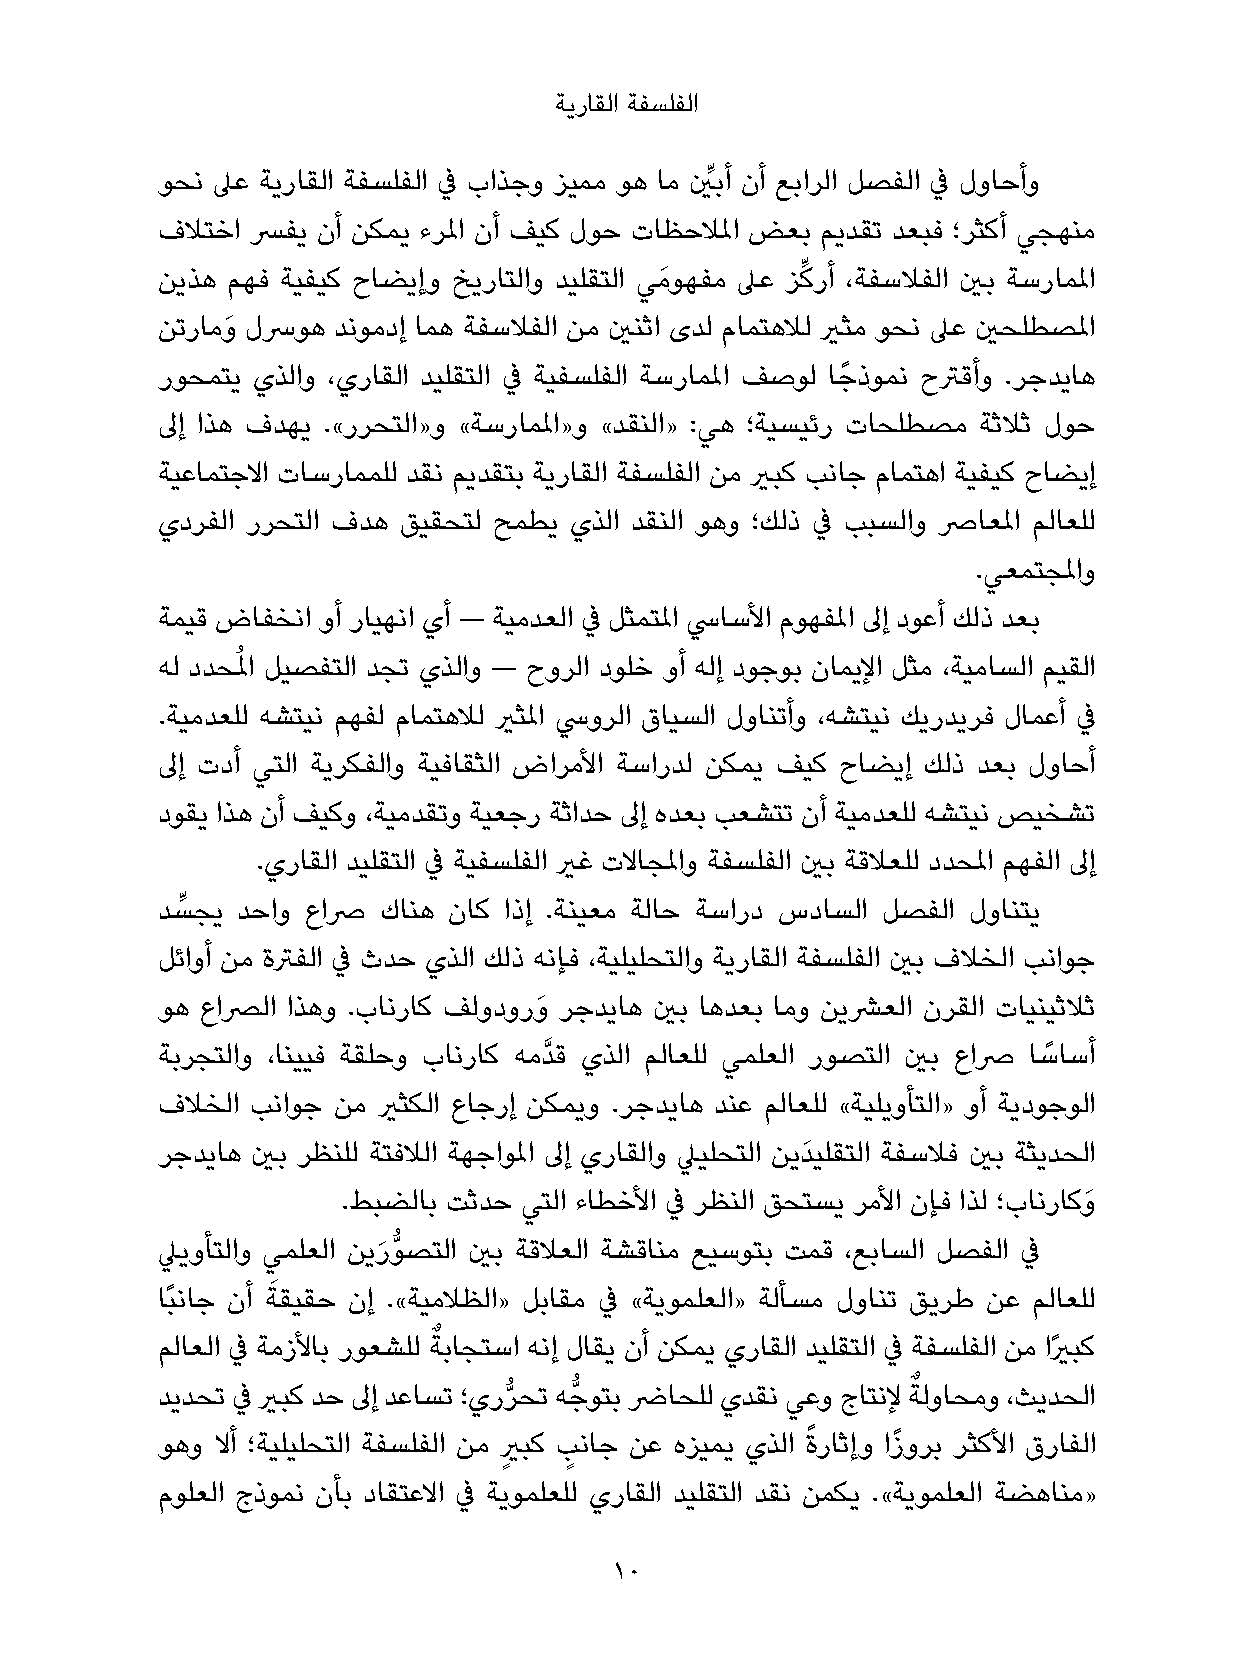 الفلسفة القارية
وأحاول في الفصل الرابع أن أبيِّن ما هو مميز وجذاب في الفلسفة القارية على نحو
منهجي أكثر؛ فبعد تقديم بعض الملاحظات حول كيف أن المرء يمكن أن يفسر اختلاف
الممارسة بين الفلاسفة، أركِّز على مفهومَي التقليد والتاريخ وإيضاح كيفية فهم هذين
المصطلحين على نحو مثير للاهتمام لدى اثنين من الفلاسفة هما إدموند هوسرل وَمارتن
هايدجر. وأقترح نموذجًا لوصف الممارسة الفلسفية في التقليد القاري، والذي يتمحور
حول ثلاثة مصطلحات رئيسية؛ هي: «النقد» و«الممارسة» و«التحرر». يهدف هذا إلى
إيضاح كيفية اهتمام جانب كبير من الفلسفة القارية بتقديم نقد للممارسات الاجتماعية
للعالم المعاصر والسبب في ذلك؛ وهو النقد الذي يطمح لتحقيق هدف التحرر الفردي
والمجتمعي.
بعد ذلك أعود إلى المفهوم الأساسي المتمثل في العدمية — أي انهيار أو انخفاض قيمة
القيم السامية، مثل الإيمان بوجود إله أو خلود الروح — والذي تجد التفصيل المُحدد له
في أعمال فريدريك نيتشه، وأتناول السياق الروسي المثير للاهتمام لفهم نيتشه للعدمية.
أحاول بعد ذلك إيضاح كيف يمكن لدراسة الأمراض الثقافية والفكرية التي أدت إلى
تشخيص نيتشه للعدمية أن تتشعب بعده إلى حداثة رجعية وتقدمية، وكيف أن هذا يقود
إلى الفهم المحدد للعلاقة بين الفلسفة والمجالات غير الفلسفية في التقليد القاري.
يتناول الفصل السادس دراسة حالة معينة. إذا كان هناك صراع واحد يجسِّد
جوانب الخلاف بين الفلسفة القارية والتحليلية، فإنه ذلك الذي حدث في الفترة من أوائل
ثلاثينيات القرن العشرين وما بعدها بين هايدجر وَرودولف كارناب. وهذا الصراع هو
أساسًا صراع بين التصور العلمي للعالم الذي قدَّمه كارناب وحلقة فيينا، والتجربة
الوجودية أو «التأويلية» للعالم عند هايدجر. ويمكن إرجاع الكثير من جوانب الخلاف
الحديثة بين فلاسفة التقليدَين التحليلي والقاري إلى المواجهة اللافتة للنظر بين هايدجر
وَكارناب؛ لذا فإن الأمر يستحق النظر في الأخطاء التي حدثت بالضبط.
في الفصل السابع، قمت بتوسيع مناقشة العلاقة بين التصوُّرَين العلمي والتأويلي
للعالم عن طريق تناول مسألة «العلموية» في مقابل «الظلامية». إن حقيقةَ أن جانبًا
كبيرًا من الفلسفة في التقليد القاري يمكن أن يقال إنه استجابةٌ للشعور بالأزمة في العالم
الحديث، ومحاولةٌ لإنتاج وعي نقدي للحاضر بتوجُّه تحرُّري؛ تساعد إلى حد كبير في تحديد
الفارق الأكثر بروزًا وإثارةً الذي يميزه عن جانبٍ كبيرٍ من الفلسفة التحليلية؛ ألا وهو
«مناهضة العلموية». يكمن نقد التقليد القاري للعلموية في الاعتقاد بأن نموذج العلوم
١٠